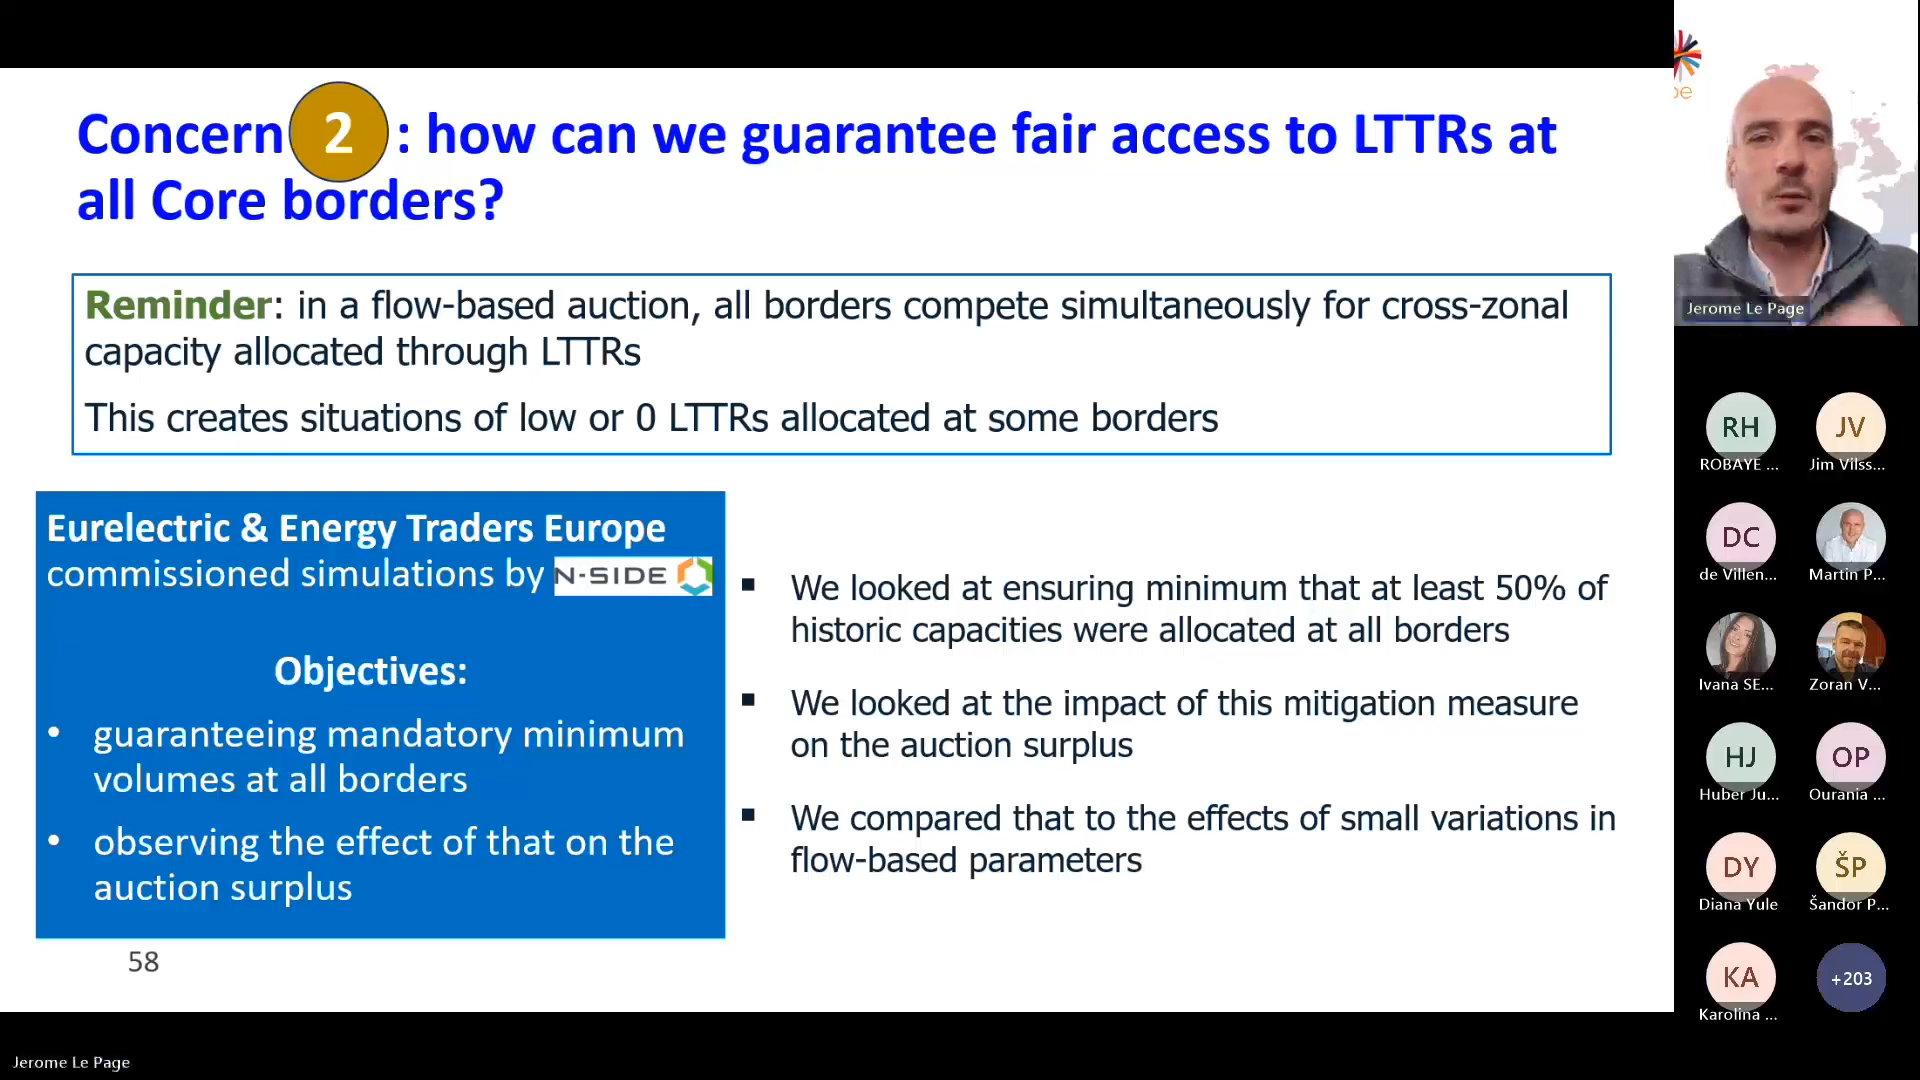 Concern 2 : how can we guarantee fair access to LTTRs at
all Core borders?
Reminder: in a flow-based auction, all borders compete simultaneously for cross-zonal
capacity allocated through LTTRs
This creates situations of low or 0 LTTRs allocated at some borders
Eurelectric & Energy Traders Europe
commissioned simulations by N-SIDE
Objectives:
• guaranteeing mandatory minimum
volumes at all borders
• observing the effect of that on the
auction surplus
▪ We looked at ensuring minimum that at least 50% of
historic capacities were allocated at all borders
▪ We looked at the impact of this mitigation measure
on the auction surplus
▪ We compared that to the effects of small variations in
flow-based parameters
58
Jerome Le Page
pe
Jerome Le Page
RH
ROBAYE ...
JV
Jim Vilss...
DC
de Villen...
Martin P...
Ivana SE...
Zoran V...
HJ
Huber Ju...
OP
Ourania ...
DY
Diana Yule
ŠP
Šandor P...
KA
Karolina ...
+203